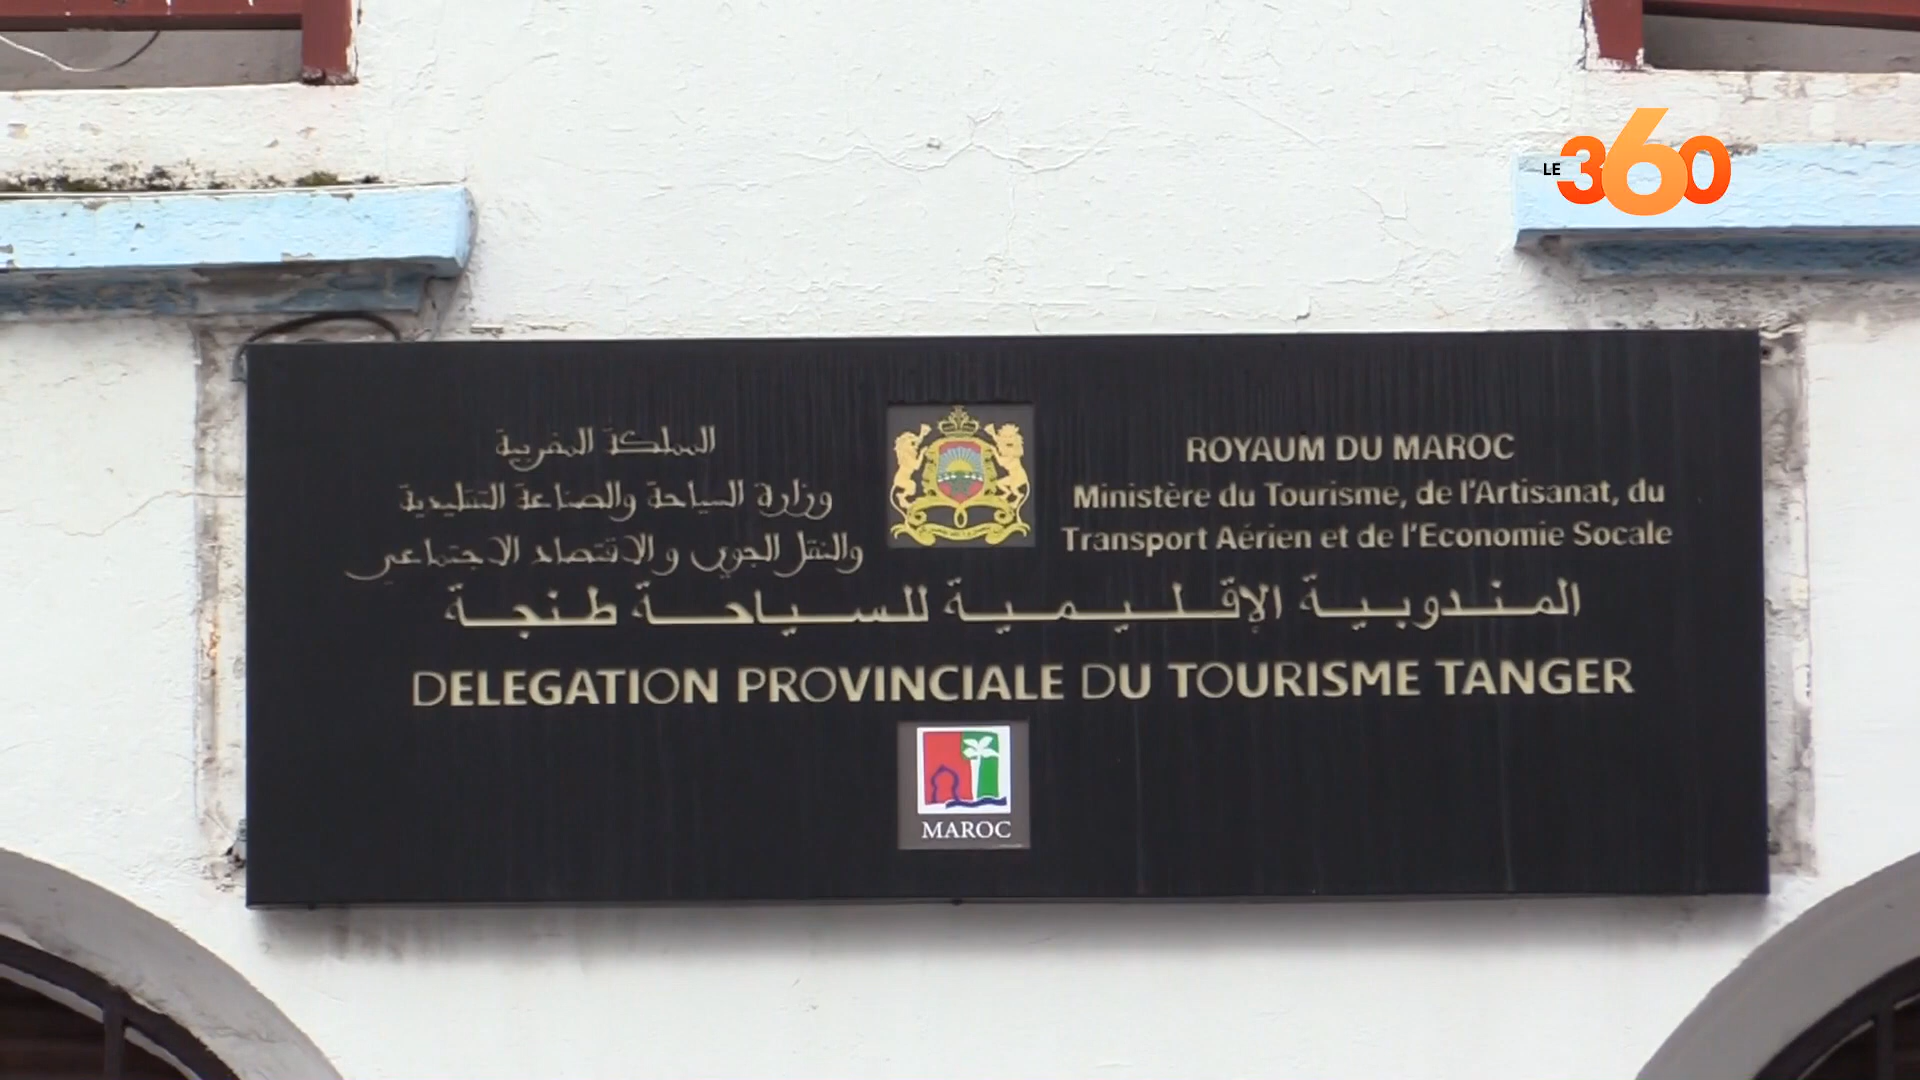 LE 360
المملكة المغربية
وزارة السياحة والصناعة التقليدية
والنقل الجوي والاقتصاد الاجتماعي
ROYAUM DU MAROC
Ministère du Tourisme, de l'Artisanat, du
Transport Aérien et de l'Economie Socale
المندوبية الإقليمية للسياحة طنجة
DELEGATION PROVINCIALE DU TOURISME TANGER
MAROC